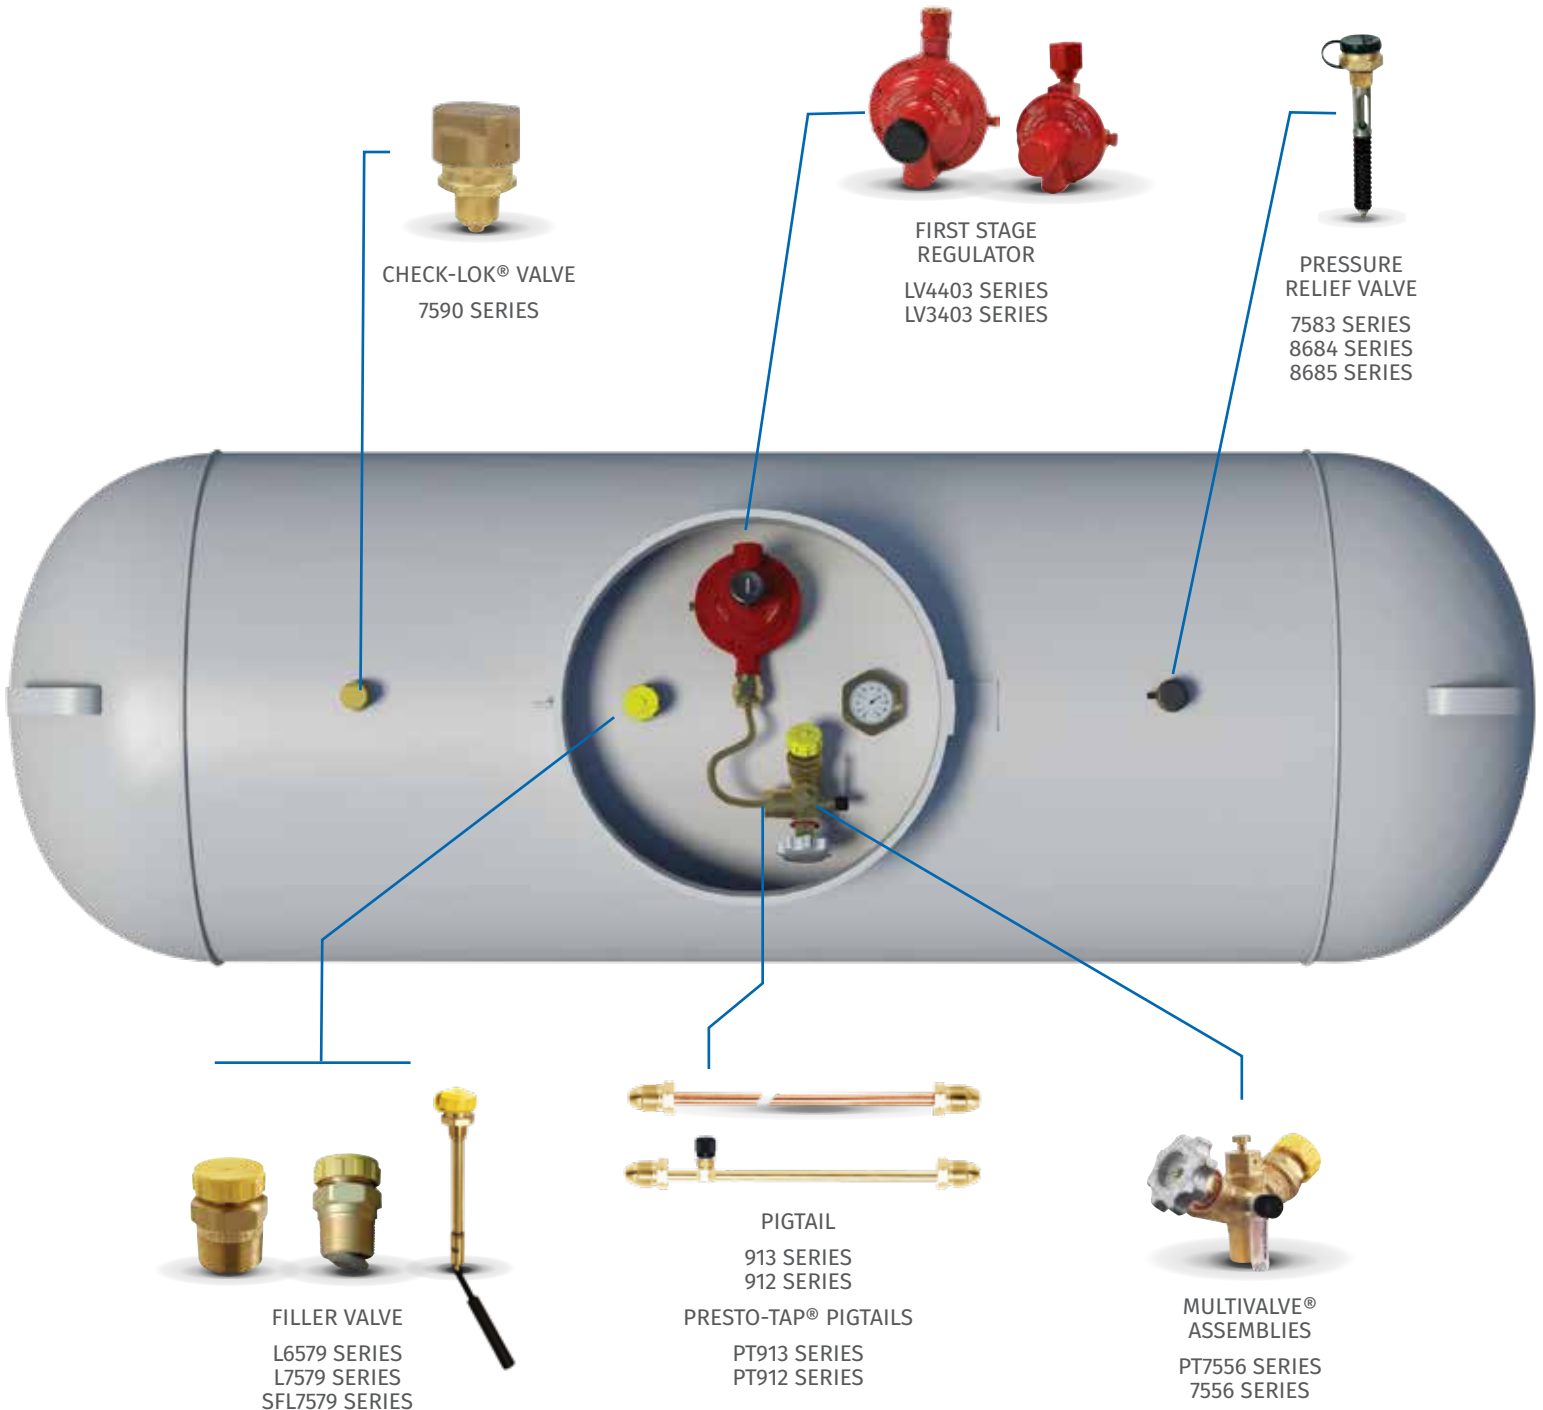 CHECK-LOK® VALVE
7590 SERIES
FIRST STAGE
REGULATOR
LV4403 SERIES
LV3403 SERIES
PRESSURE
RELIEF VALVE
7583 SERIES
8684 SERIES
8685 SERIES
FILLER VALVE
L6579 SERIES
L7579 SERIES
SFL7579 SERIES
PIGTAIL
913 SERIES
912 SERIES
PRESTO-TAP® PIGTAILS
PT913 SERIES
PT912 SERIES
MULTIVALVE®
ASSEMBLIES
PT7556 SERIES
7556 SERIES